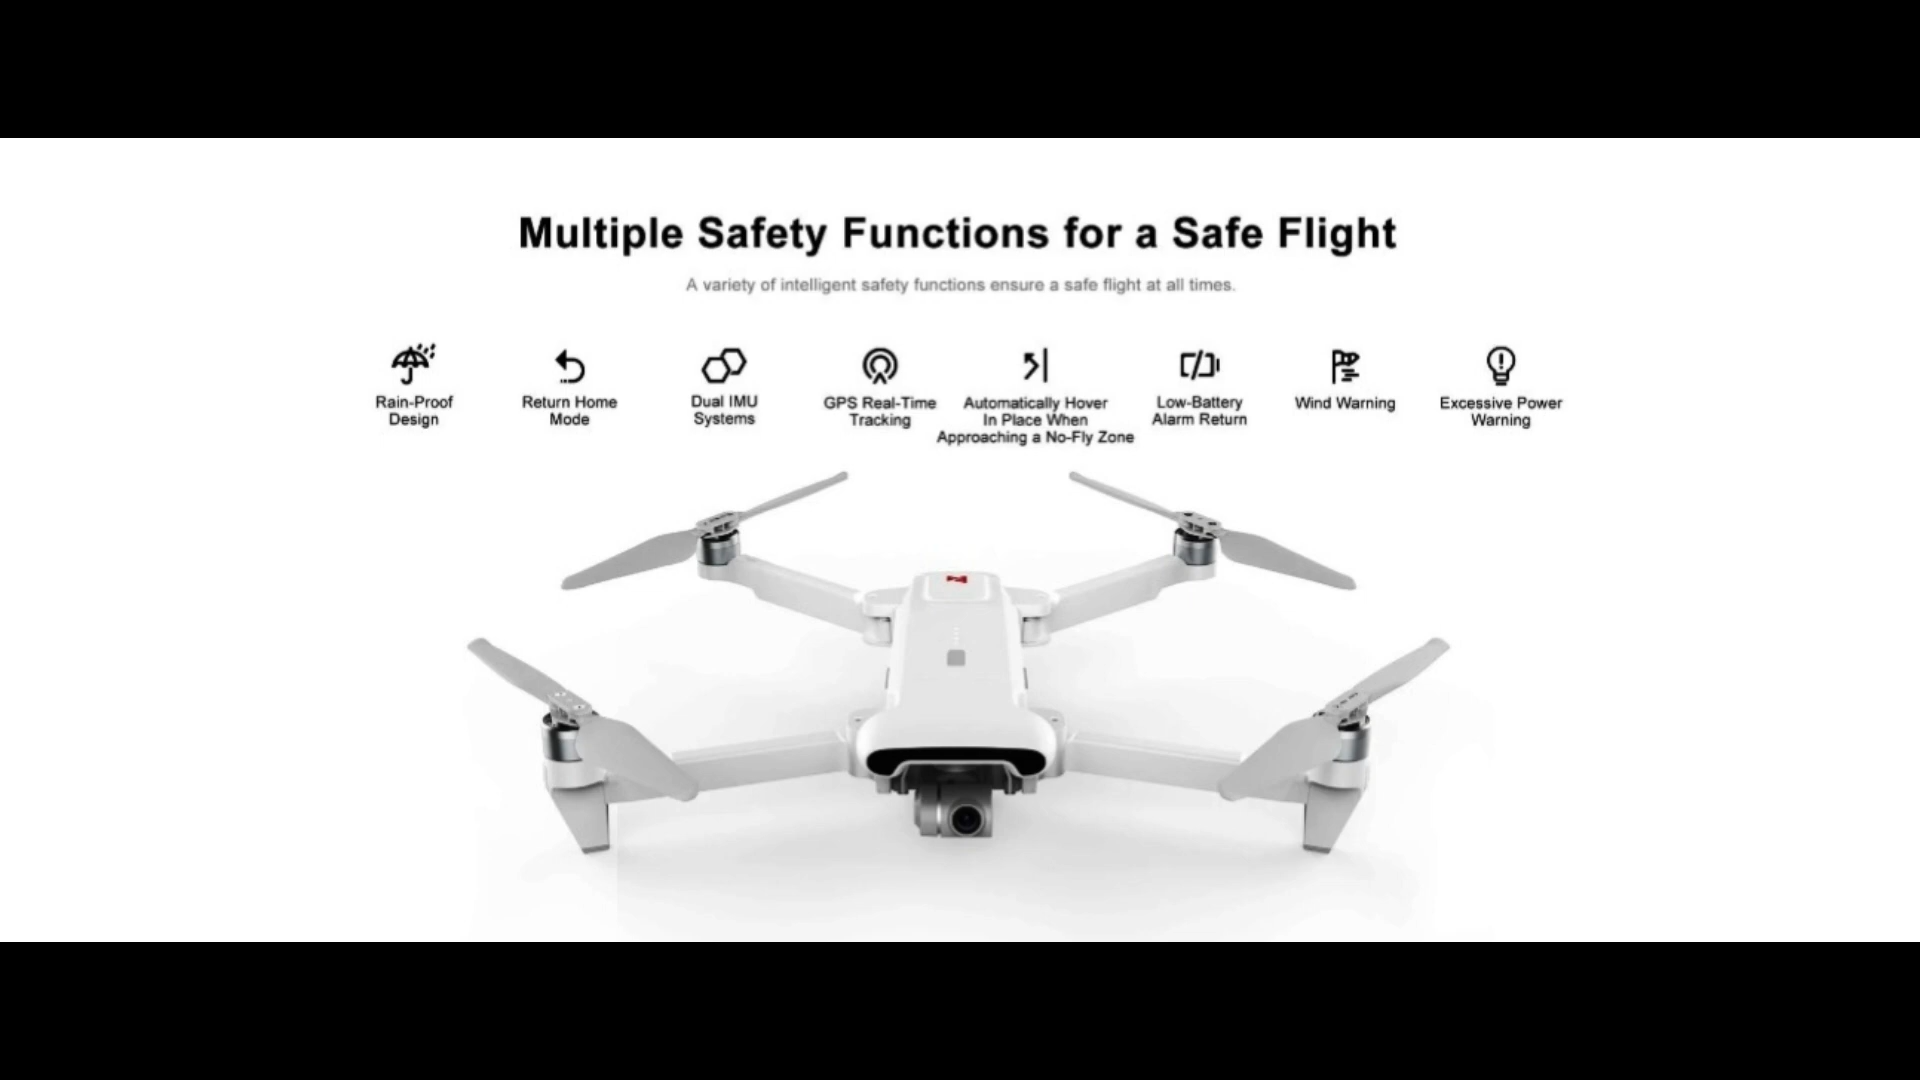 Multiple Safety Functions for a Safe Flight
A variety of intelligent safety functions ensure a safe flight at all times.
Rain-Proof
Design
Return Home
Mode
Dual IMU
Systems
GPS Real-Time
Tracking
Automatically Hover
In Place When
Approaching a No-Fly Zone
Low-Battery
Alarm Return
Wind Warning
Excessive Power
Warning